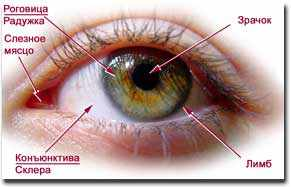 Роговица
Радужка
Зрачок
Слезное
мясцо
Конъюнктива
Склера
Лимб